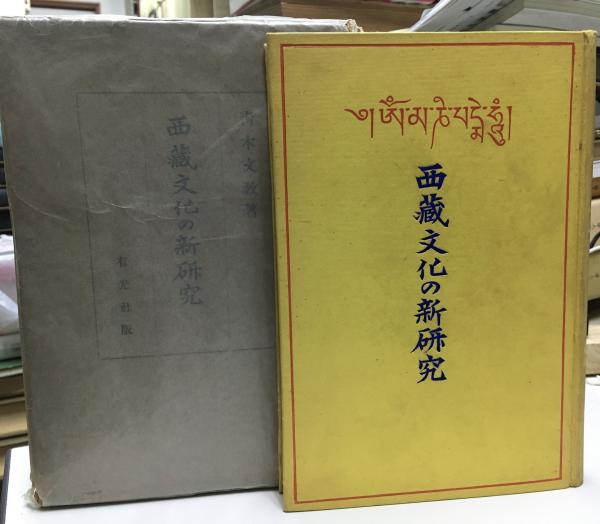 青木文教著
西藏文化の新研究
有光社版
༄།ༀ་མ་ཎི་པདྨེ་ཧཱུྃ།
西藏文化の新研究